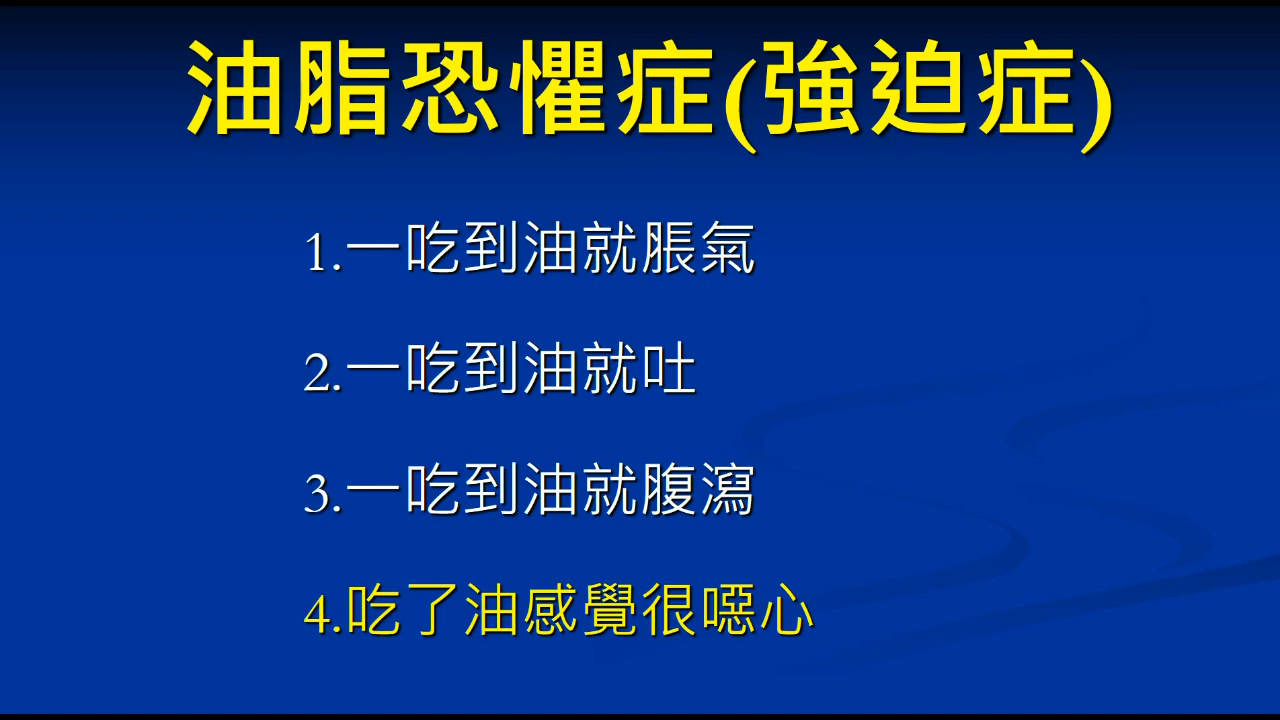 油脂恐懼症(強迫症)
1.一吃到油就脹氣
2.一吃到油就吐
3.一吃到油就腹瀉
4.吃了油感覺很噁心